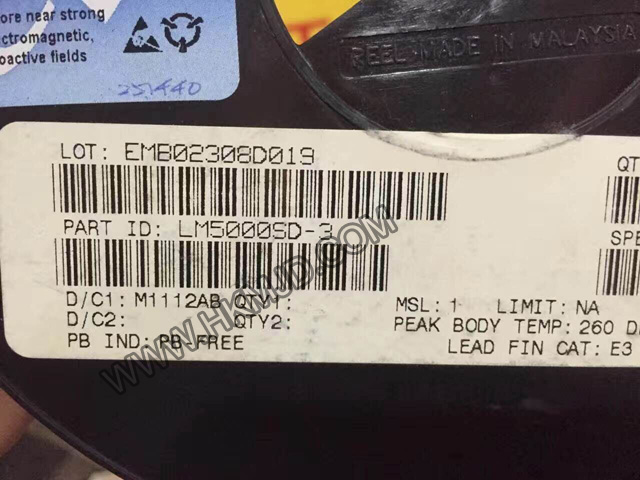 ore near strong
ctromagnetic,
oactive fields
251440
REEL MADE IN MALAYSIA
LOT: EMB02308D019
QT
PART ID: LM5000SD-3
SPE
D/C1: M1112AB QTY1:
MSL: 1 LIMIT: NA
D/C2: QTY2:
PEAK BODY TEMP: 260 D
PB IND: PB-FREE
LEAD FIN CAT: E3
WWW.HKMJD.COM